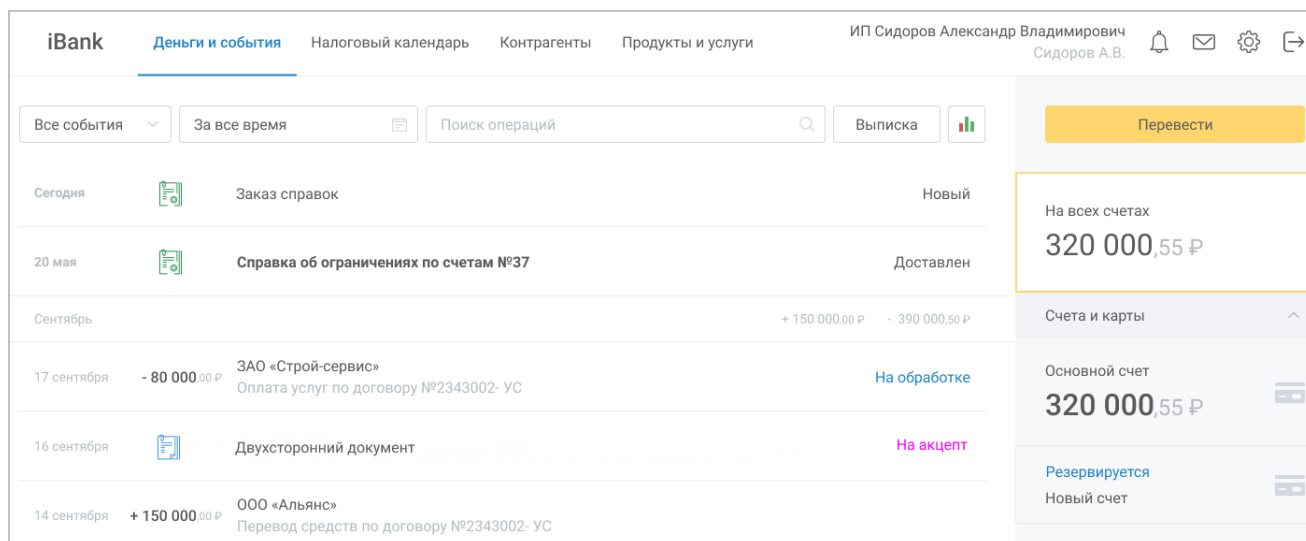 iBank
Деньги и события
Налоговый календарь
Контрагенты
Продукты и услуги
ИП Сидоров Александр Владимирович
Сидоров А.В.
Все события
За все время
Поиск операций
Выписка
Перевести
Сегодня
Заказ справок
Новый
20 мая
Справка об ограничениях по счетам №37
Доставлен
Сентябрь
+ 150 000,00 ₽ - 390 000,50 ₽
17 сентября
- 80 000,00 ₽
ЗАО «Строй-сервис»
Оплата услуг по договору №2343002- УС
На обработке
16 сентября
Двухсторонний документ
На акцепт
14 сентября
+ 150 000,00 ₽
ООО «Альянс»
Перевод средств по договору №2343002- УС
На всех счетах
320 000,55 ₽
Счета и карты
Основной счет
320 000,55 ₽
Резервируется
Новый счет